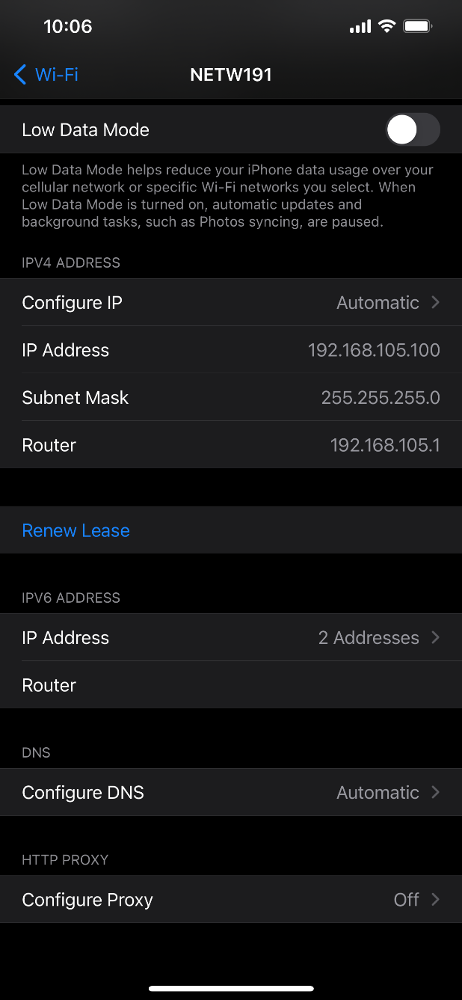 10:06
Wi-Fi
NETW191
Low Data Mode
Low Data Mode helps reduce your iPhone data usage over your
cellular network or specific Wi-Fi networks you select. When
Low Data Mode is turned on, automatic updates and
background tasks, such as Photos syncing, are paused.
IPV4 ADDRESS
Configure IP Automatic
IP Address 192.168.105.100
Subnet Mask 255.255.255.0
Router 192.168.105.1
Renew Lease
IPV6 ADDRESS
IP Address 2 Addresses
Router
DNS
Configure DNS Automatic
HTTP PROXY
Configure Proxy Off